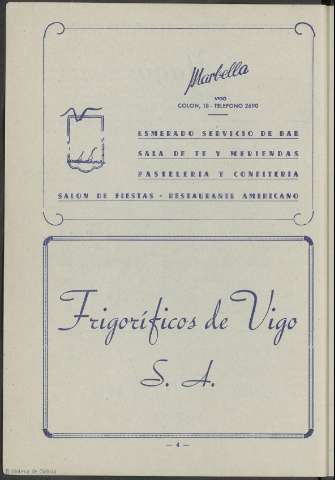 Marbella
VIGO
COLON, 18 - TELEFONO 2690
ESMERADO SERVICIO DE BAR
SALA DE TE Y MERIENDAS
PASTELERIA Y CONFITERIA
SALON DE FIESTAS - RESTAURANTE AMERICANO
Frigoríficos de Vigo
S. A.
— 4 —